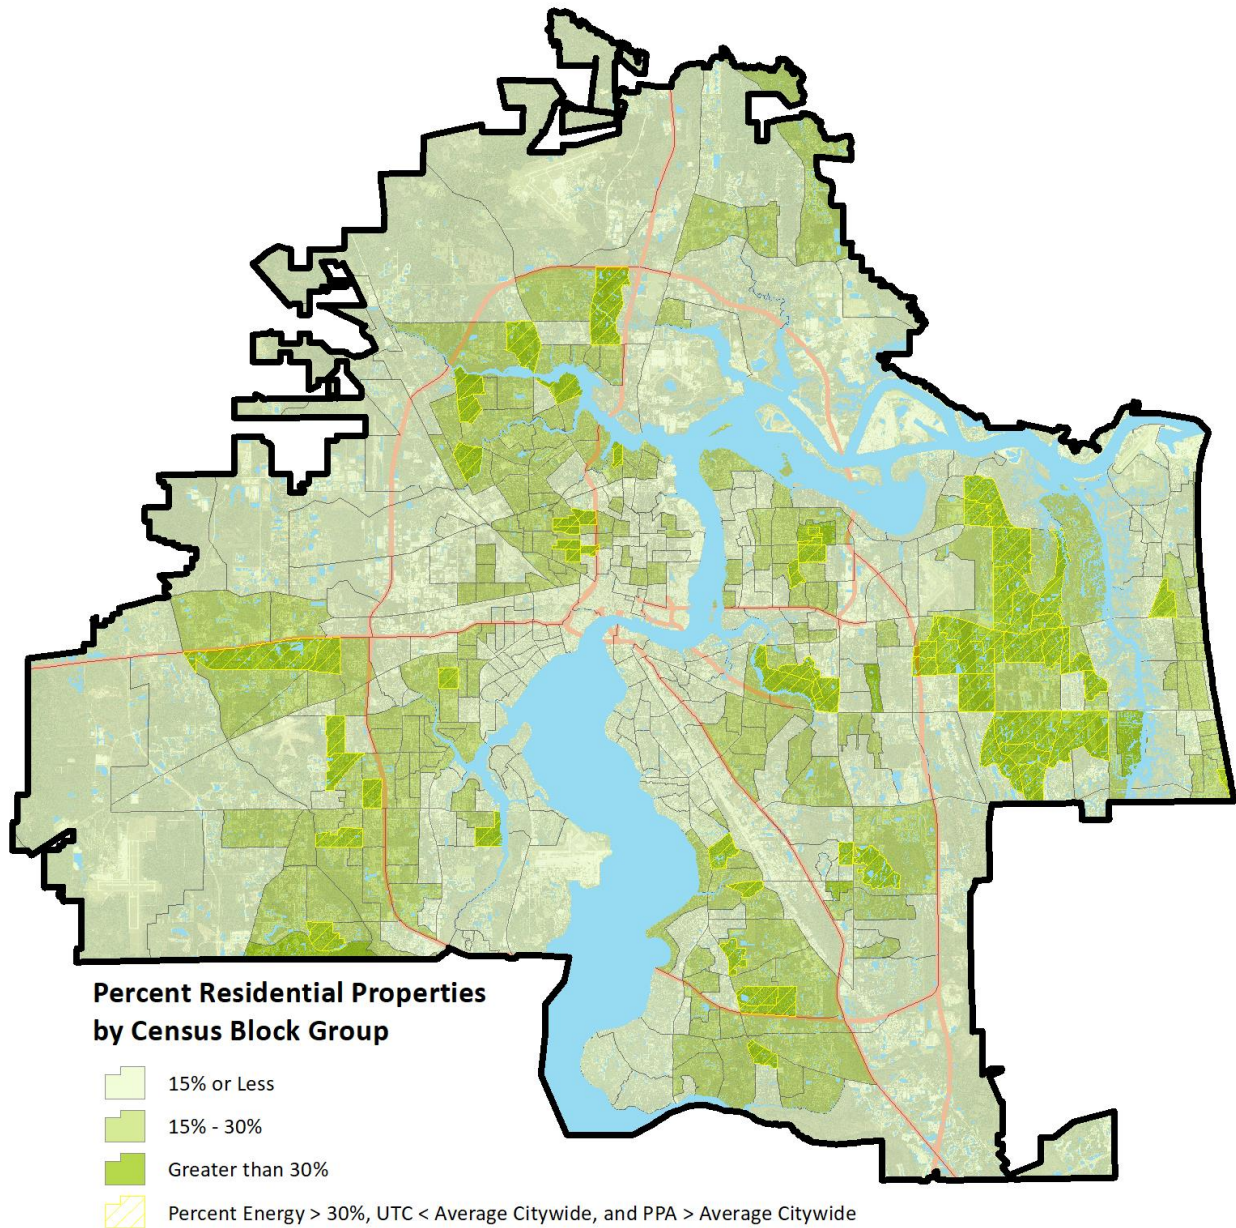 Percent Residential Properties
by Census Block Group
15% or Less
15% - 30%
Greater than 30%
Percent Energy > 30%, UTC < Average Citywide, and PPA > Average Citywide